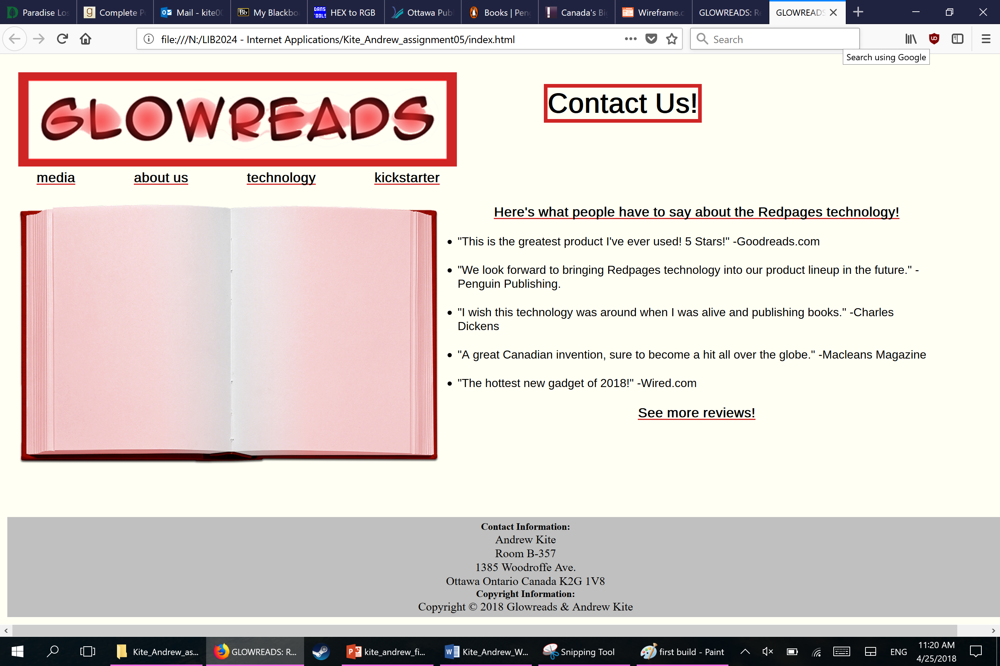 Paradise Los
Complete Po
Mail - kite00
My Blackboa
HEX to RGB
Ottawa Publ
Books | Peng
Canada's Big
Wireframe.c
GLOWREADS: Re
GLOWREADS
file:///N:/LIB2024 - Internet Applications/Kite_Andrew_assignment05/index.html
Search
Search using Google
GLOWREADS
Contact Us!
media about us technology kickstarter
Here's what people have to say about the Redpages technology!
"This is the greatest product I've ever used! 5 Stars!" -Goodreads.com
"We look forward to bringing Redpages technology into our product lineup in the future." -
Penguin Publishing.
"I wish this technology was around when I was alive and publishing books." -Charles
Dickens
"A great Canadian invention, sure to become a hit all over the globe." -Macleans Magazine
"The hottest new gadget of 2018!" -Wired.com
See more reviews!
Contact Information:
Andrew Kite
Room B-357
1385 Woodroffe Ave.
Ottawa Ontario Canada K2G 1V8
Copyright Information:
Copyright © 2018 Glowreads & Andrew Kite
Kite_Andrew_as...
GLOWREADS: R...
kite_andrew_fi...
Kite_Andrew_W...
Snipping Tool
first build - Paint
ENG
11:20 AM
4/25/2018